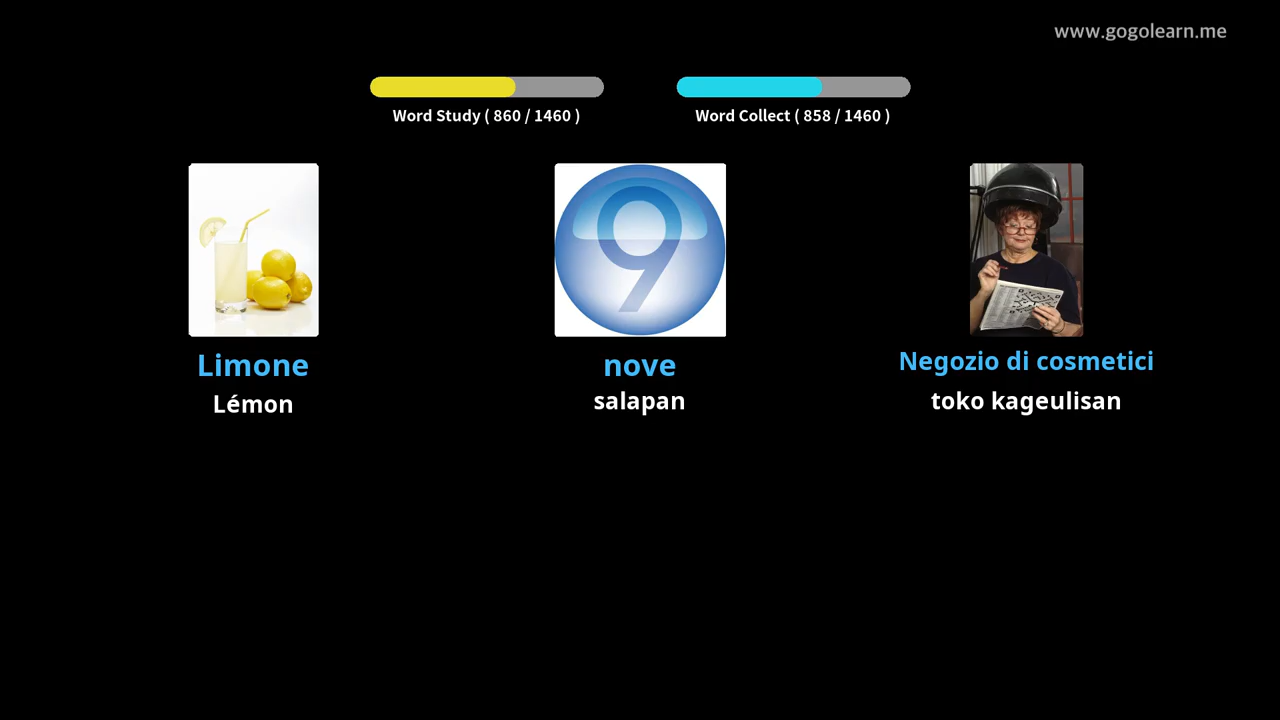 www.gogolearn.me
Word Study ( 860 / 1460 )
Word Collect ( 858 / 1460 )
9
Limone
Lémon
nove
salapan
Negozio di cosmetici
toko kageulisan